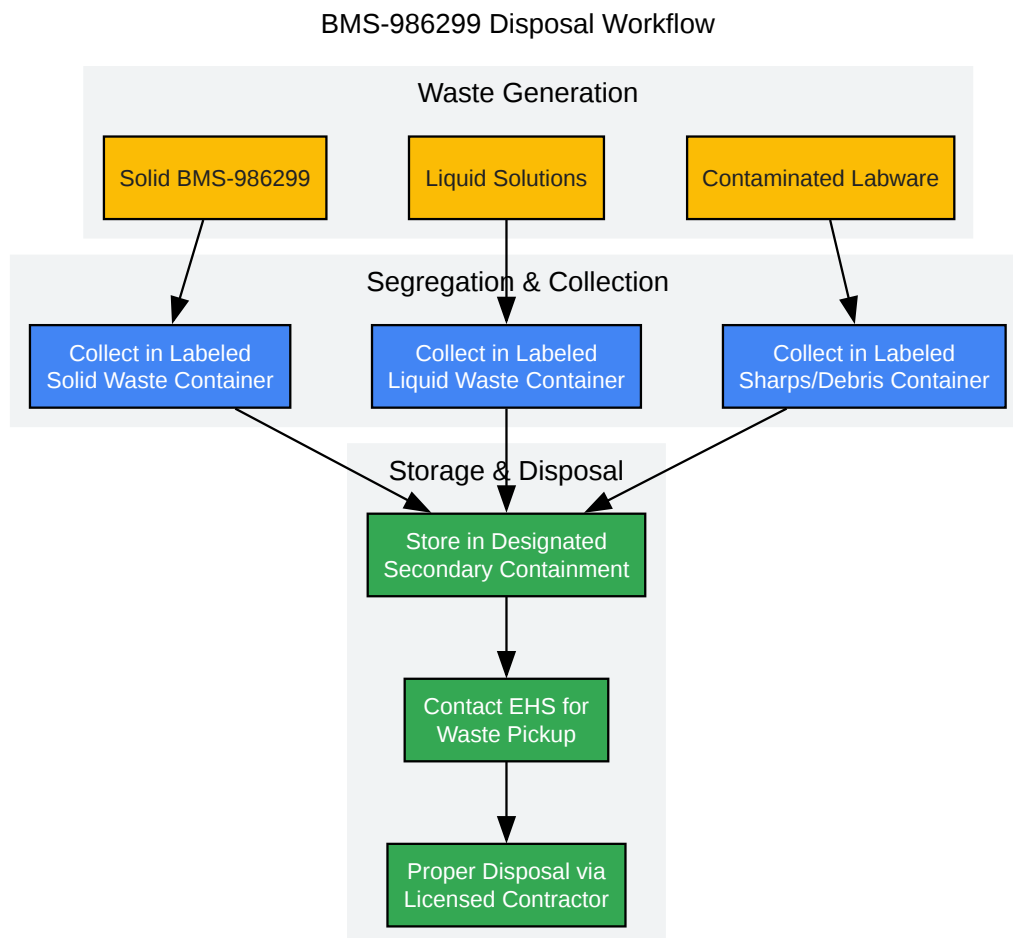 BMS-986299 Disposal Workflow
Waste Generation
Solid BMS-986299
Liquid Solutions
Contaminated Labware
Segregation & Collection
Collect in Labeled
Solid Waste Container
Collect in Labeled
Liquid Waste Container
Collect in Labeled
Sharps/Debris Container
Storage & Disposal
Store in Designated
Secondary Containment
Contact EHS for
Waste Pickup
Proper Disposal via
Licensed Contractor